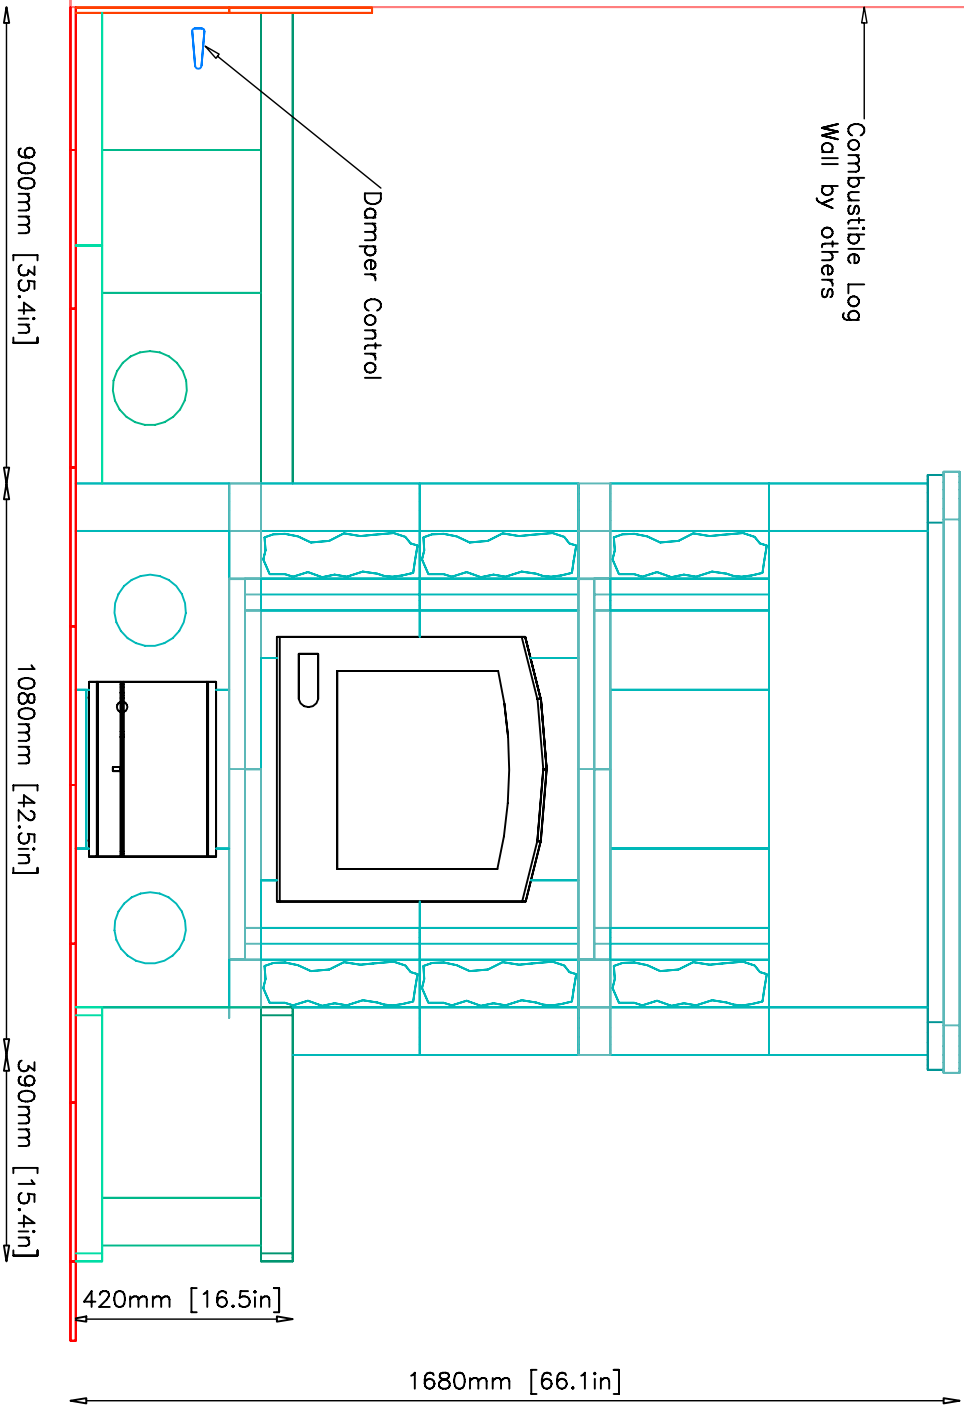 Combustible Log
Wall by others
Damper Control
900mm [35.4in]
1080mm [42.5in]
390mm [15.4in]
420mm [16.5in]
1680mm [66.1in]